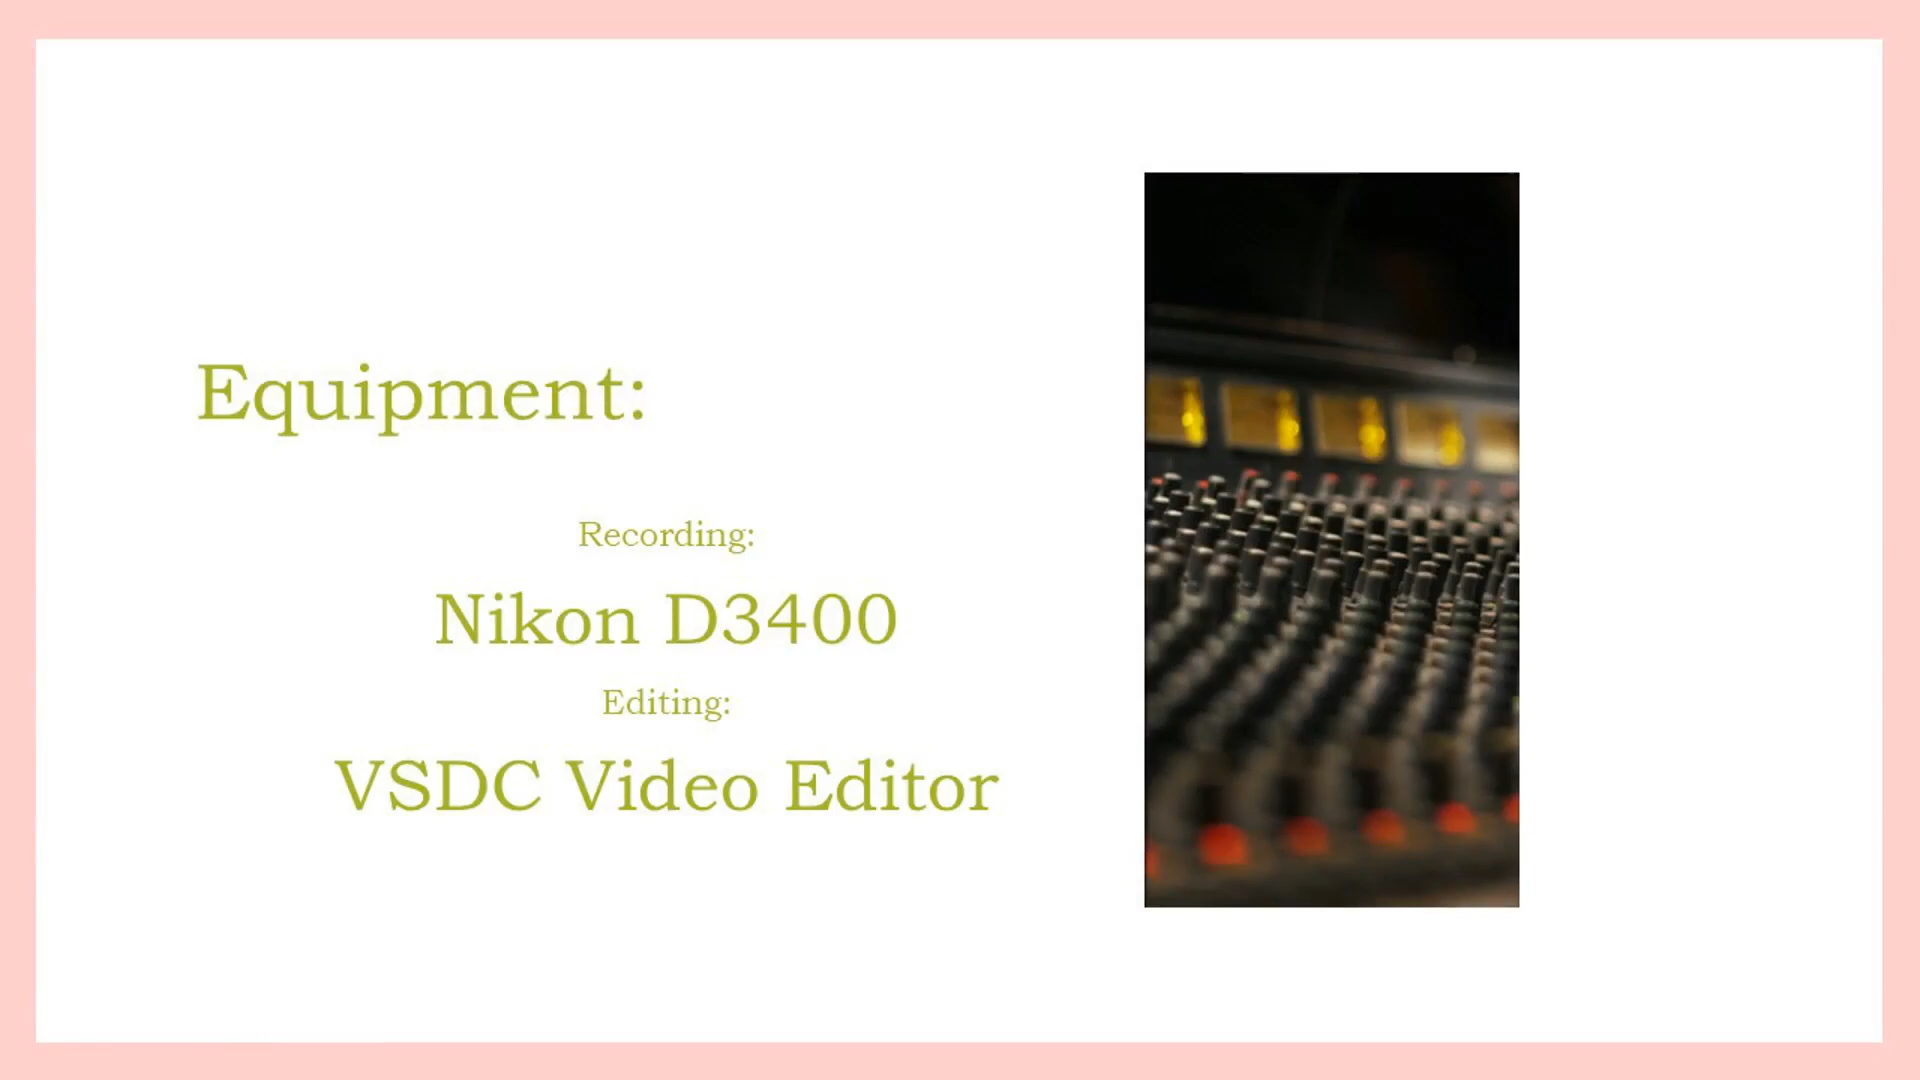 Equipment:
Recording:
Nikon D3400
Editing:
VSDC Video Editor